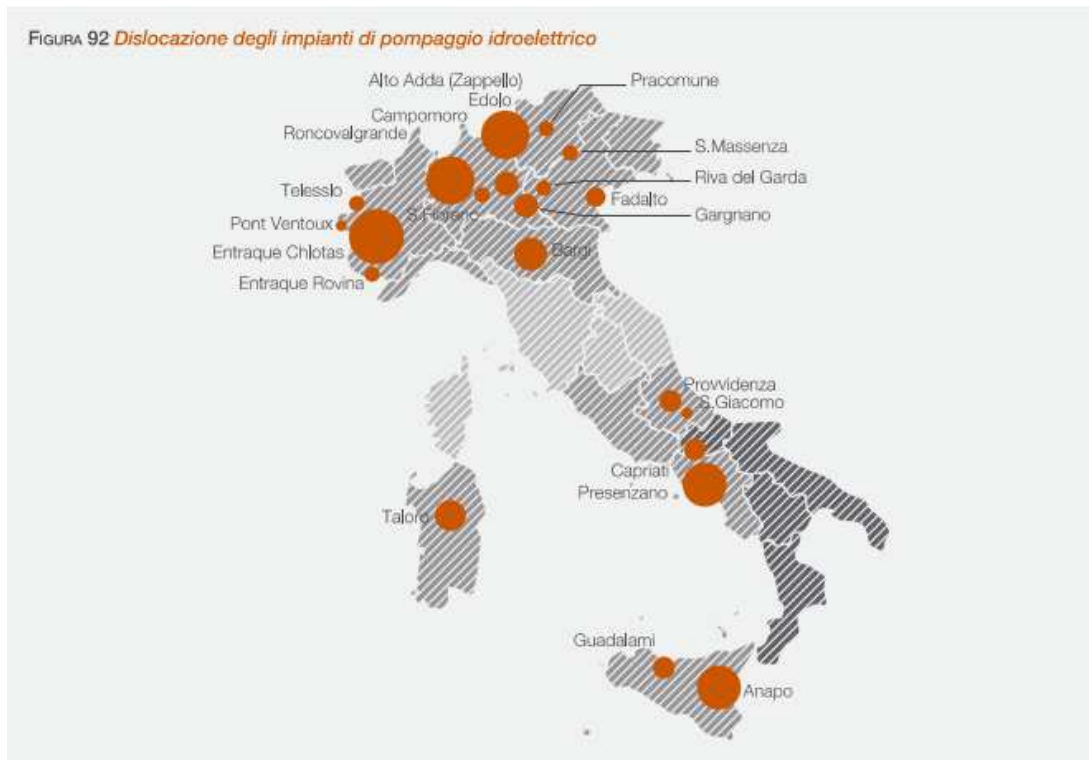 FIGURA 92 Dislocazione degli impianti di pompaggio idroelettrico
Alto Adda (Zappello)
Pracomune
Edolo
Campomoro
Roncovalgrande
S.Massenza
Riva del Garda
Telessio
S.Fiorano
Fadalto
Gargnano
Pont Ventoux
Entraque Chiotas
Bargi
Entraque Rovina
Provvidenza
S.Giacomo
Capriati
Presenzano
Taloro
Guadalami
Anapo